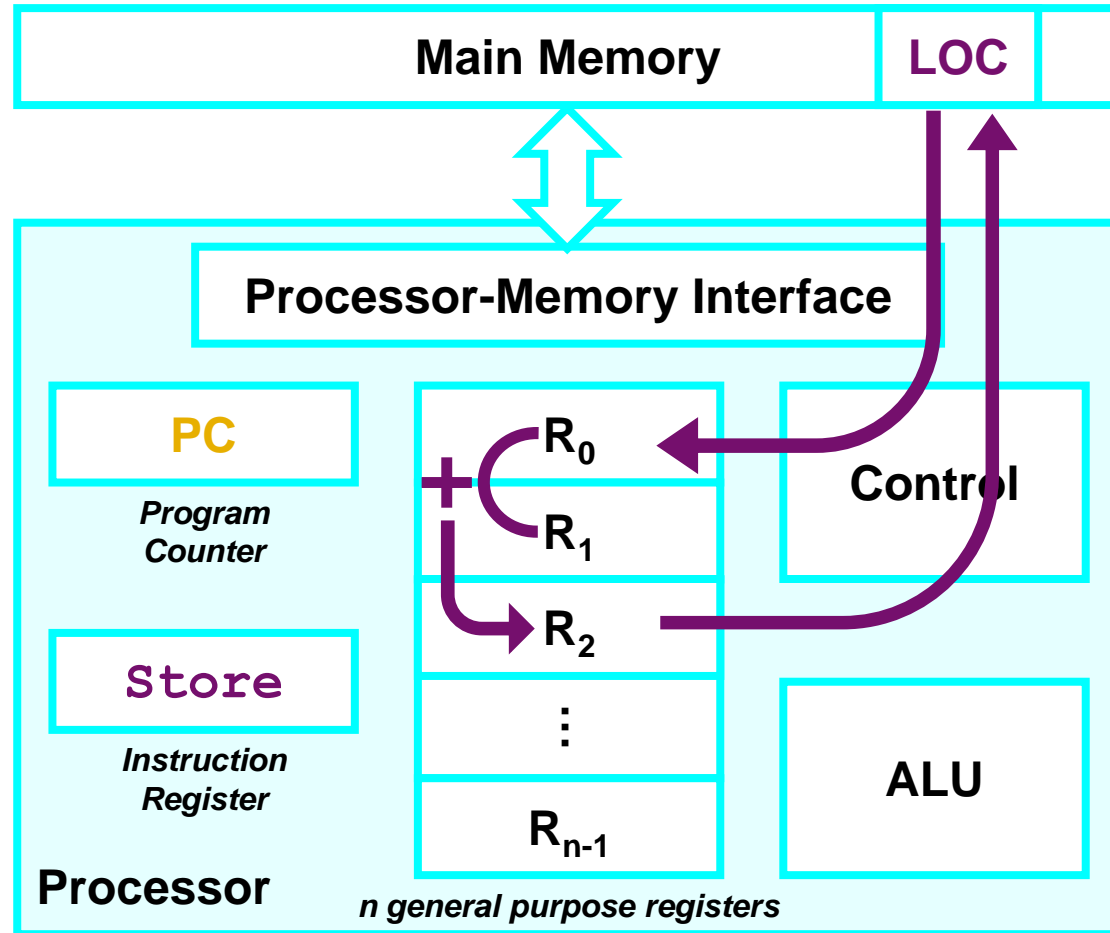 Main Memory
LOC
Processor-Memory Interface
PC
Program
Counter
Store
Instruction
Register
R0
+
R1
R2
⋮
Rn-1
n general purpose registers
Control
ALU
Processor